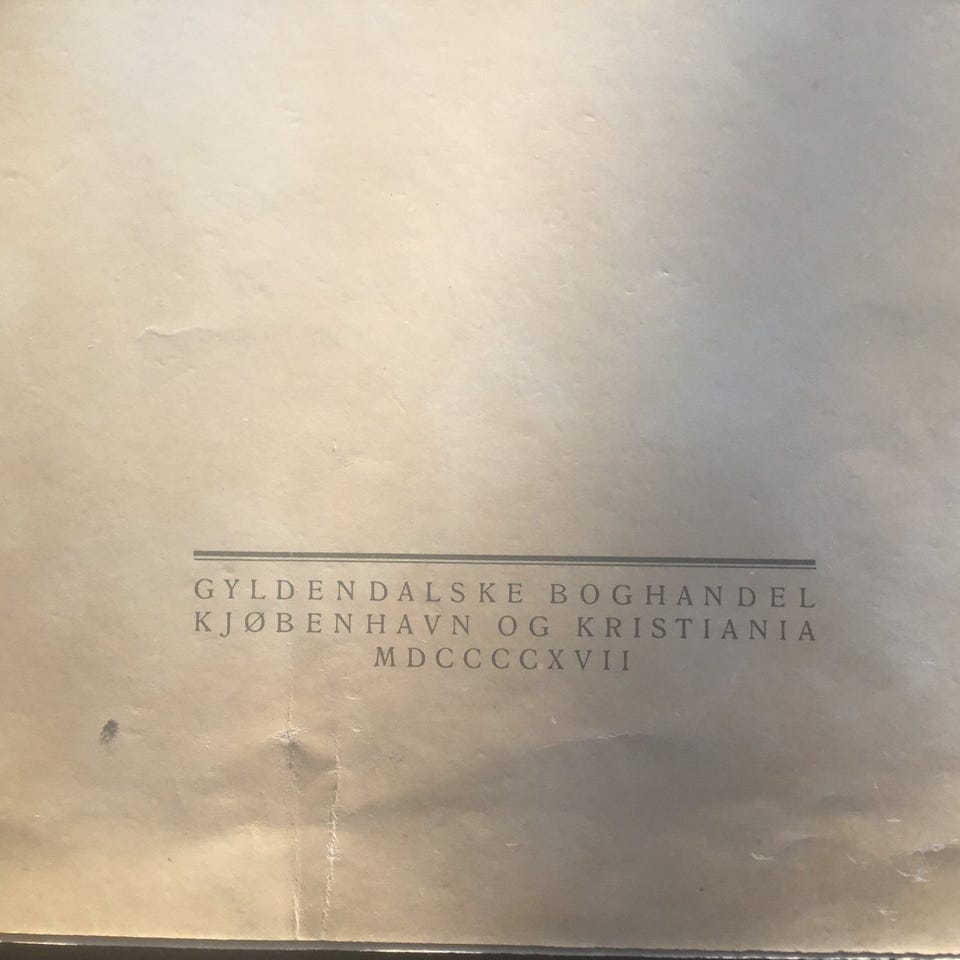 GYLDENDALSKE BOGHANDEL
KJØBENHAVN OG KRISTIANIA
MDCCCCXVII